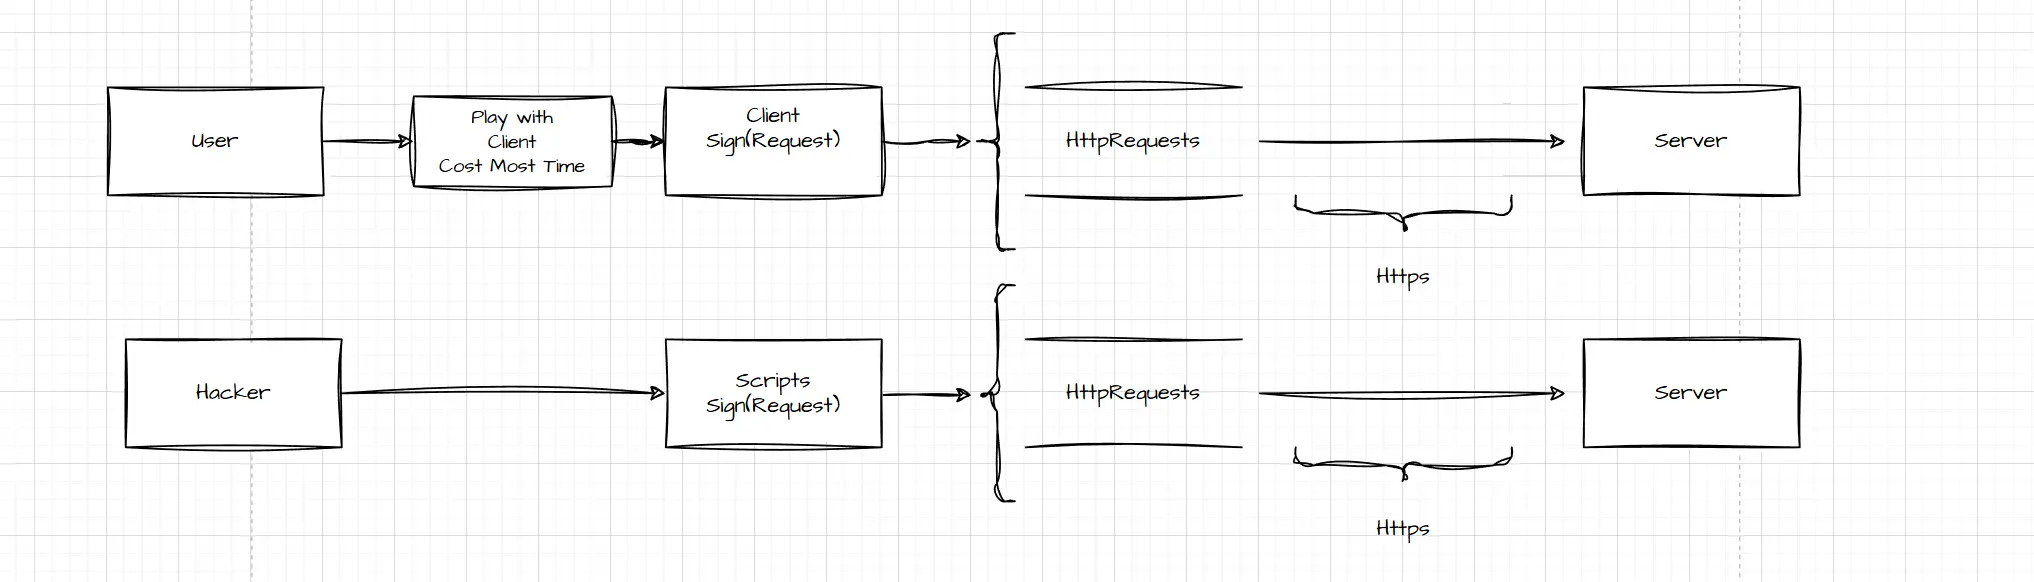 User
Play with
Client
Cost Most Time
Client
Sign(Request)
HttpRequests
Server
Https
Hacker
Scripts
Sign(Request)
HttpRequests
Server
Https